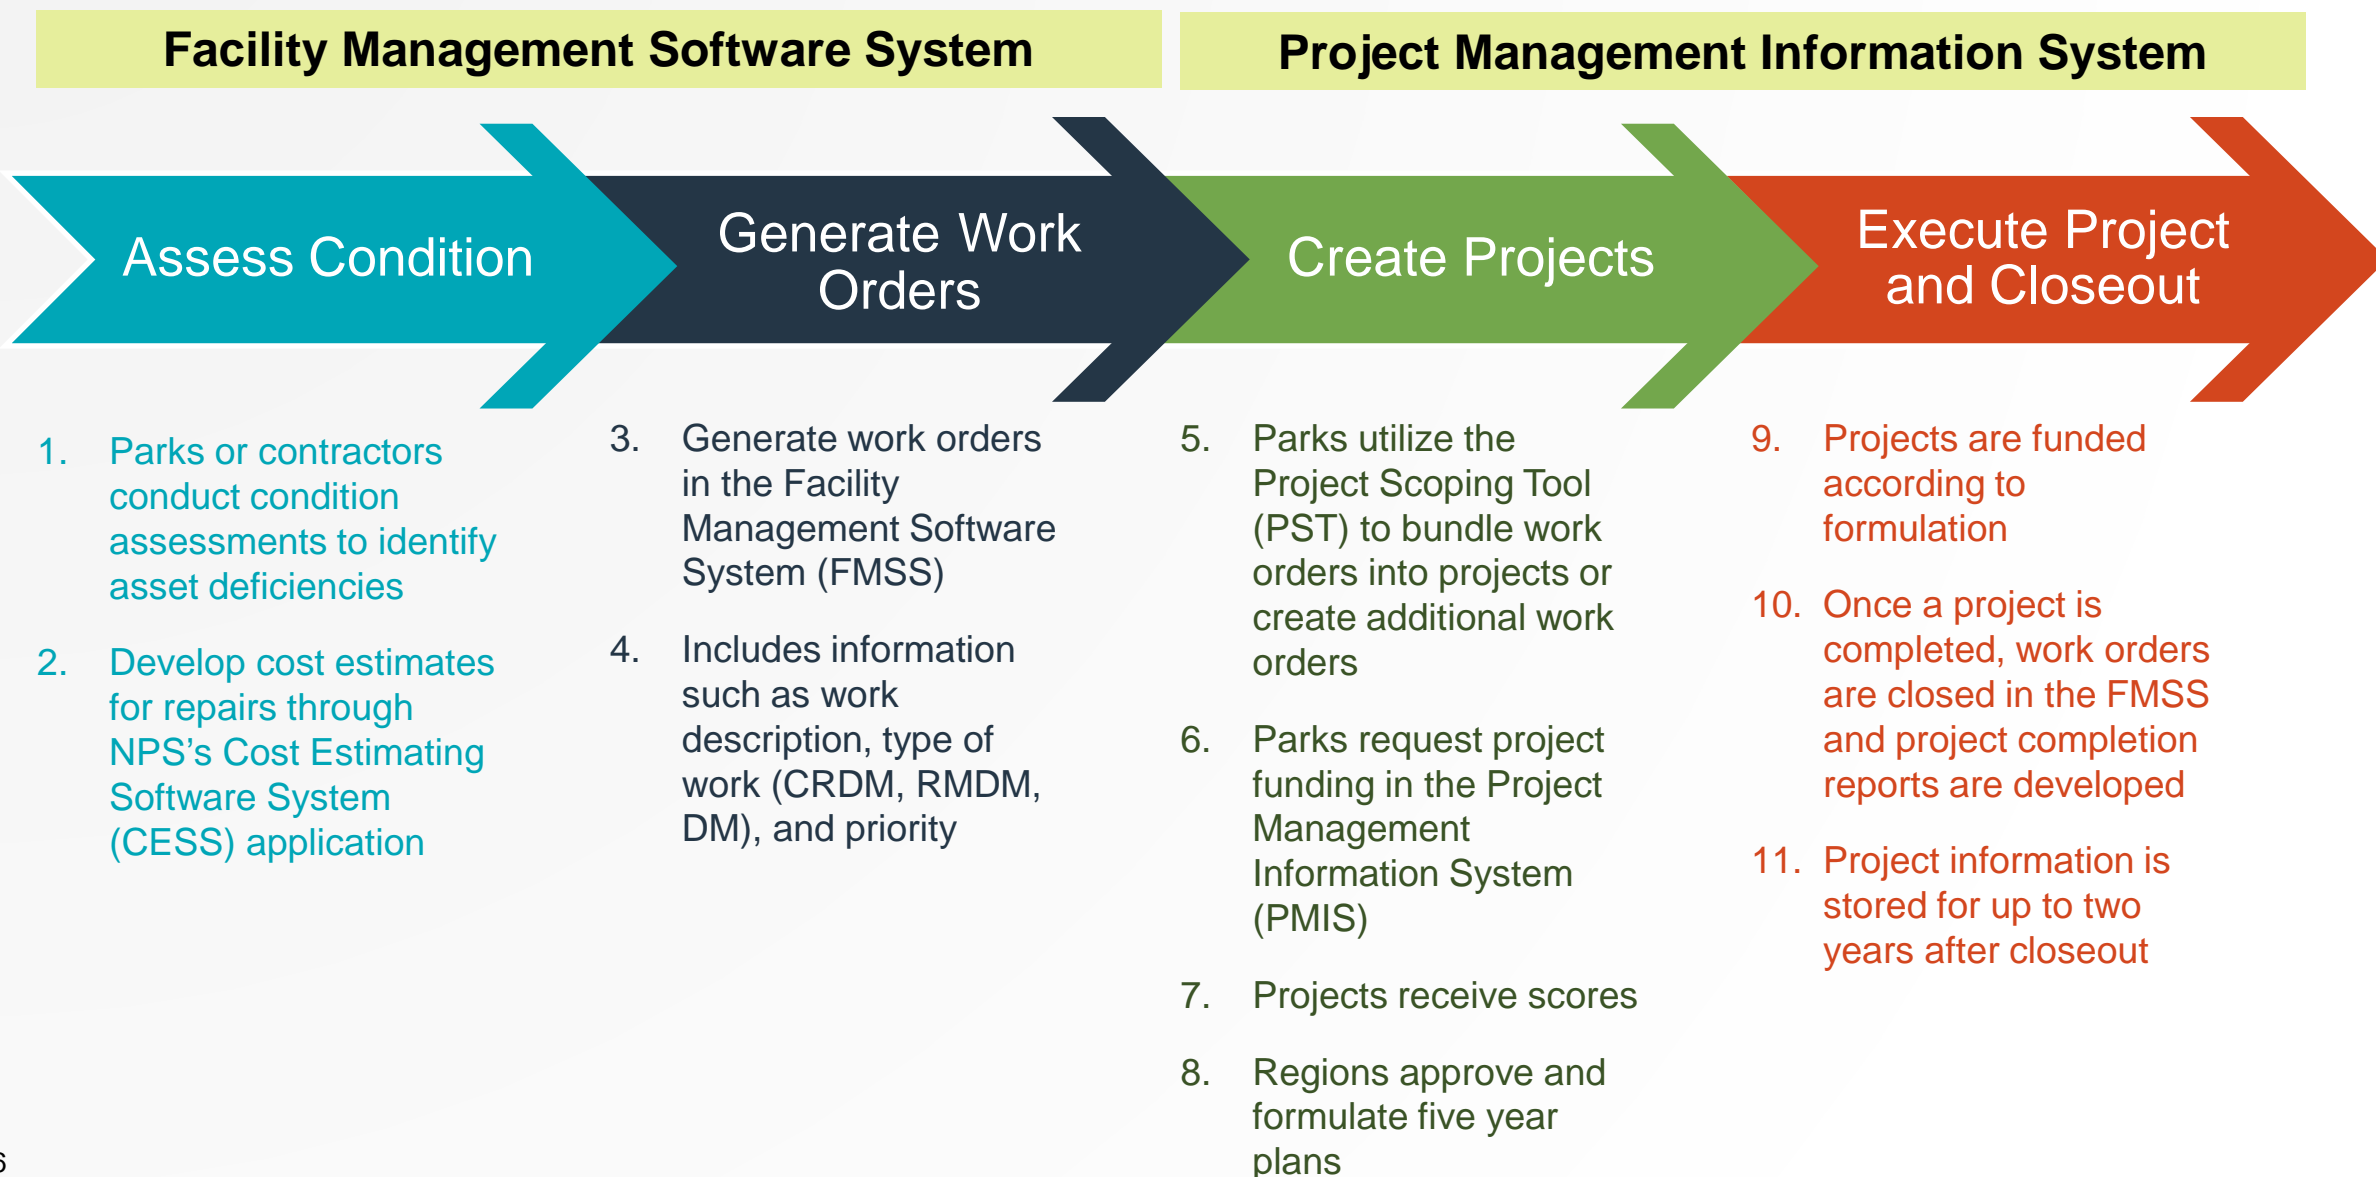 Facility Management Software System
Project Management Information System
Assess Condition
Generate Work
Orders
Create Projects
Execute Project
and Closeout
1. Parks or contractors
conduct condition
assessments to identify
asset deficiencies
2. Develop cost estimates
for repairs through
NPS’s Cost Estimating
Software System
(CESS) application
3. Generate work orders
in the Facility
Management Software
System (FMSS)
4. Includes information
such as work
description, type of
work (CRDM, RMDM,
DM), and priority
5. Parks utilize the
Project Scoping Tool
(PST) to bundle work
orders into projects or
create additional work
orders
6. Parks request project
funding in the Project
Management
Information System
(PMIS)
7. Projects receive scores
8. Regions approve and
formulate five year
plans
9. Projects are funded
according to
formulation
10. Once a project is
completed, work orders
are closed in the FMSS
and project completion
reports are developed
11. Project information is
stored for up to two
years after closeout